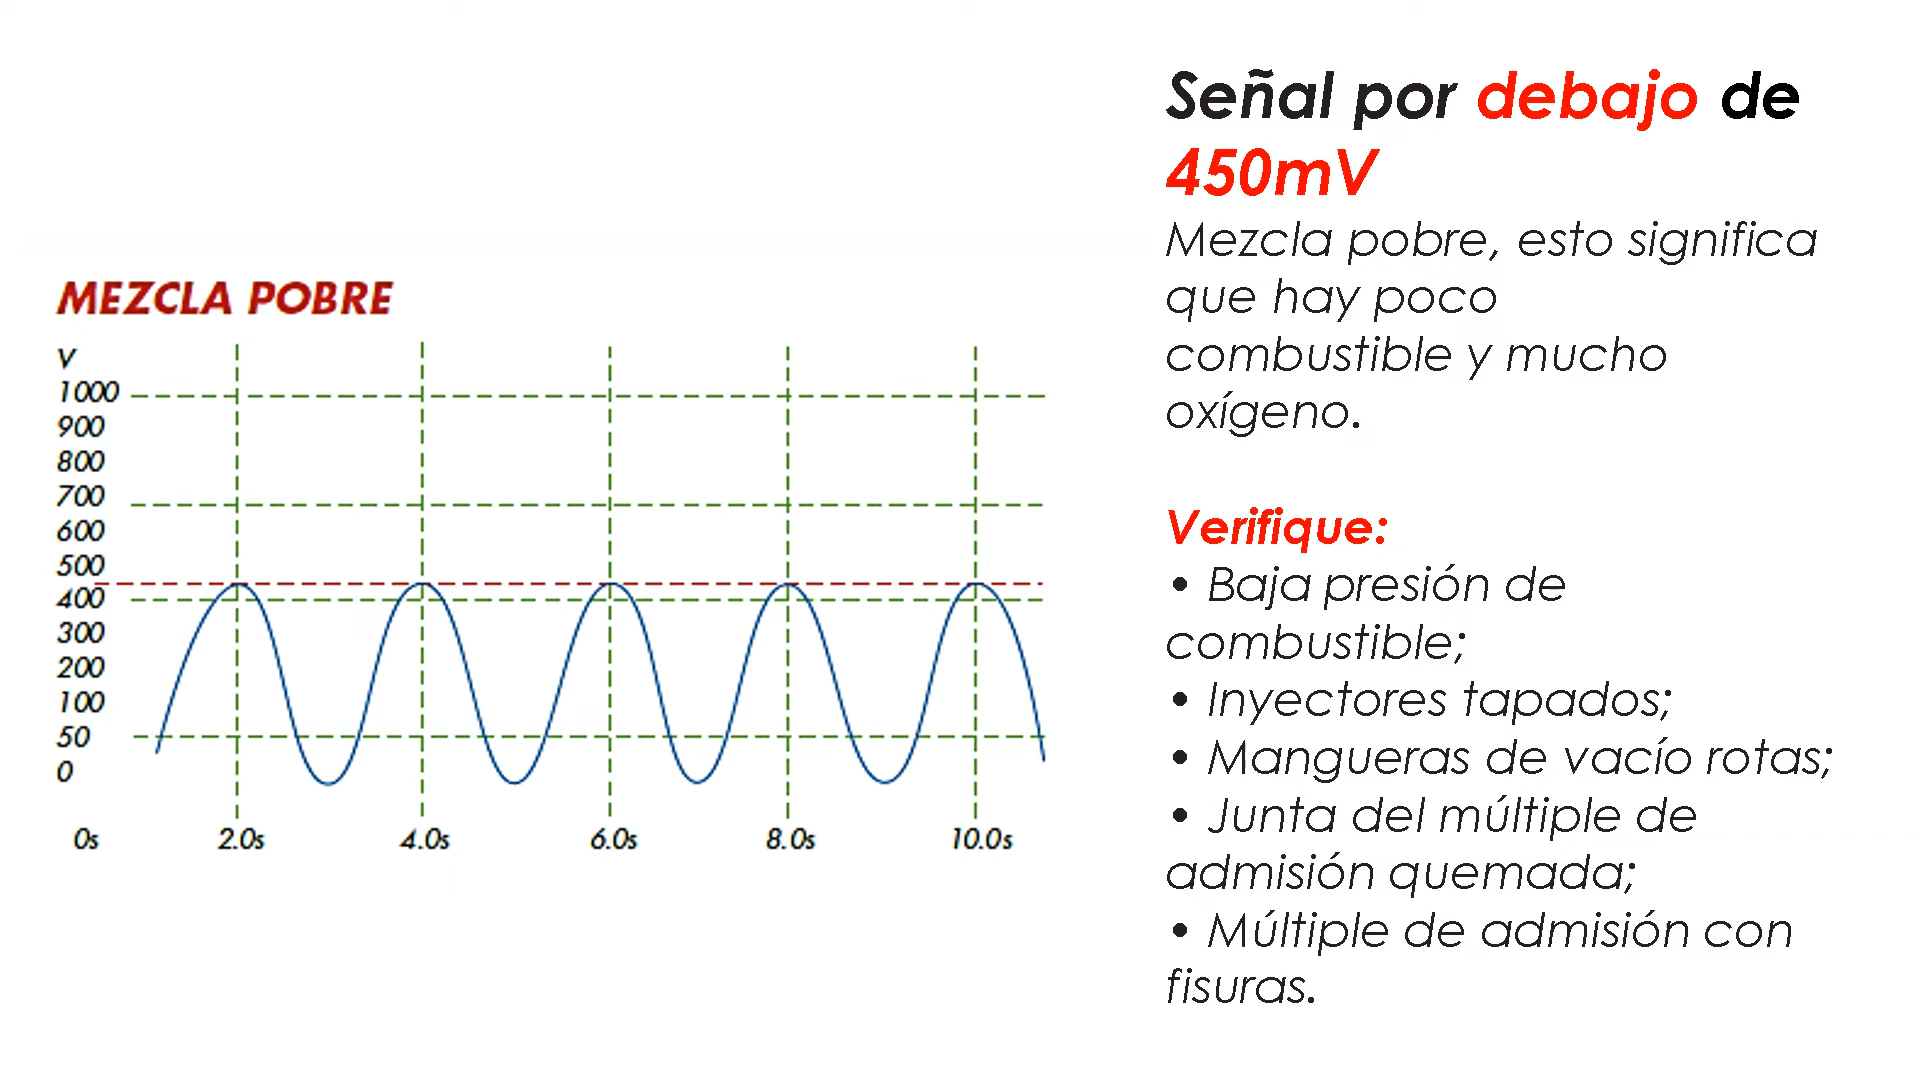 Señal por debajo de
450mV
Mezcla pobre, esto significa
que hay poco
combustible y mucho
oxígeno.
Verifique:
• Baja presión de
combustible;
• Inyectores tapados;
• Mangueras de vacío rotas;
• Junta del múltiple de
admisión quemada;
• Múltiple de admisión con
fisuras.
MEZCLA POBRE
V
1000
900
800
700
600
500
400
300
200
100
50
0
0s 2.0s 4.0s 6.0s 8.0s 10.0s